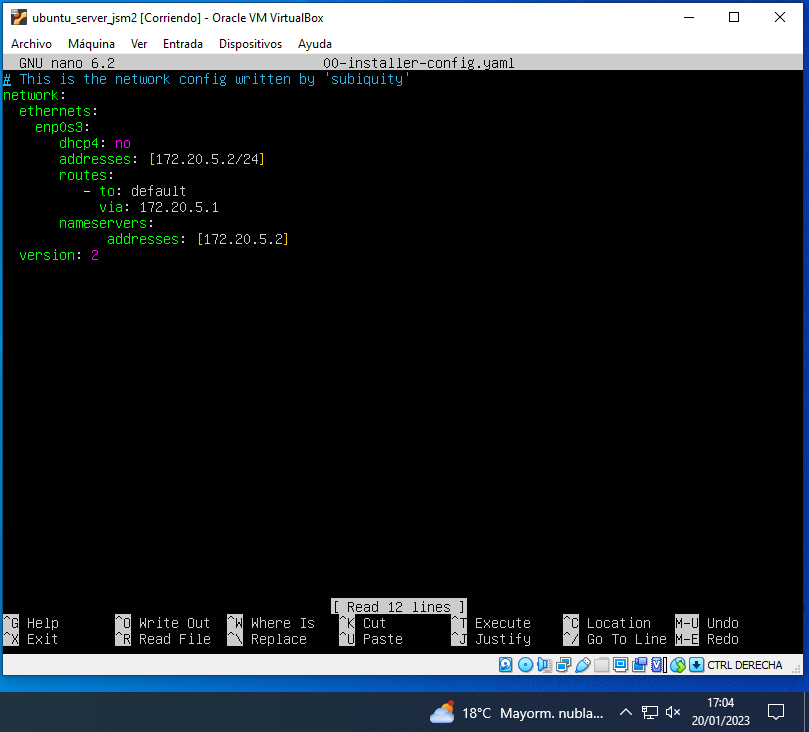 ubuntu_server_jsm2 [Corriendo] - Oracle VM VirtualBox
Archivo Máquina Ver Entrada Dispositivos Ayuda
GNU nano 6.2 00-installer-config.yaml
# This is the network config written by 'subiquity'
network:
  ethernets:
    enp0s3:
       dhcp4: no
       addresses: [172.20.5.2/24]
       routes:
          - to: default
            via: 172.20.5.1
       nameservers:
             addresses: [172.20.5.2]
  version: 2
[ Read 12 lines ]
^G Help ^O Write Out ^W Where Is ^K Cut ^T Execute ^C Location M-U Undo
^X Exit ^R Read File ^\ Replace ^U Paste ^J Justify ^/ Go To Line M-E Redo
CTRL DERECHA
18°C Mayorm. nubla... 17:04
20/01/2023